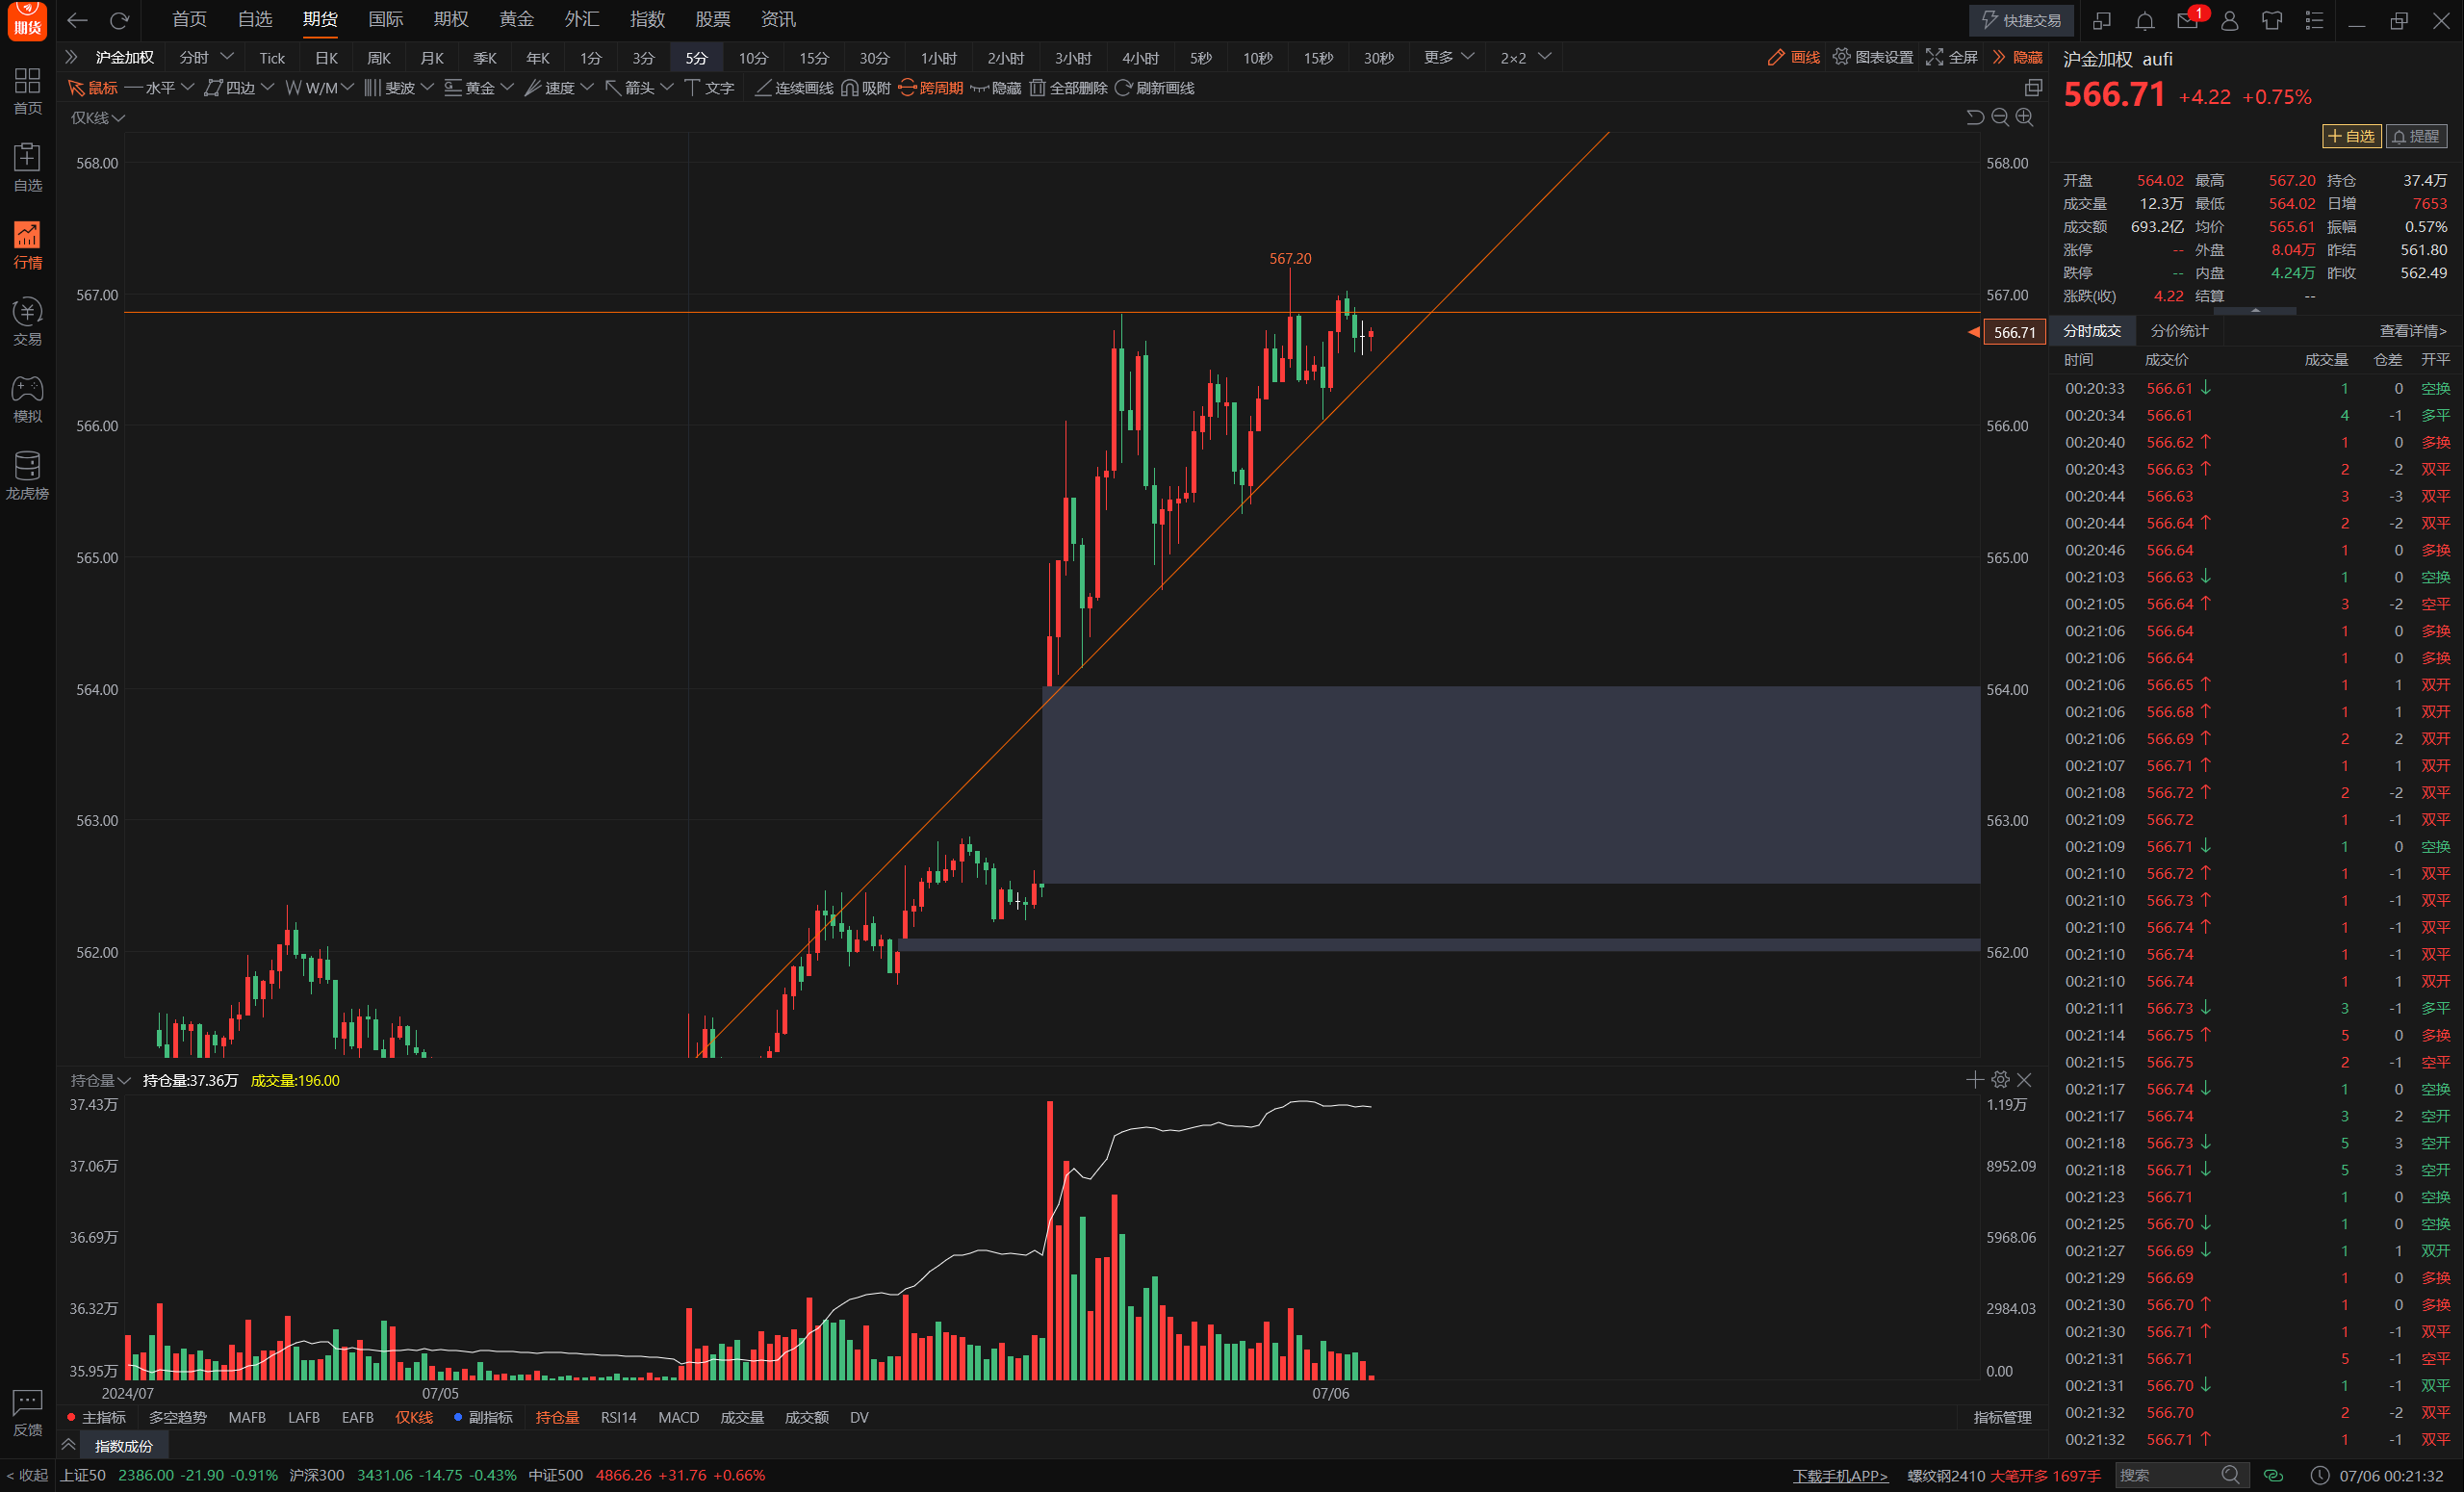 期货 首页 自选 期货 国际 期权 黄金 外汇 指数 股票 资讯 快捷交易 1
沪金加权 分时 Tick 日K 周K 月K 季K 年K 1分 3分 5分 10分 15分 30分 1小时 2小时 3小时 4小时 5秒 10秒 15秒 30秒 更多 2×2 画线 图表设置 全屏 隐藏
鼠标 水平 四边 W/M 斐波 黄金 速度 箭头 文字 连续画线 吸附 跨周期 隐藏 全部删除 刷新画线
首页
自选
行情
交易
模拟
龙虎榜
反馈
仅K线
568.00 568.00
567.20
567.00 567.00
566.71
566.00 566.00
565.00 565.00
564.00 564.00
563.00 563.00
562.00 562.00
持仓量 持仓量:37.36万 成交量:196.00
37.43万 1.19万
37.06万 8952.09
36.69万 5968.06
36.32万 2984.03
35.95万 0.00
2024/07 07/05 07/06
主指标 多空趋势 MAFB LAFB EAFB 仅K线 副指标 持仓量 RSI14 MACD 成交量 成交额 DV 指标管理
指数成份
沪金加权 aufi
566.71 +4.22 +0.75%
自选 提醒
开盘 564.02 最高 567.20 持仓 37.4万
成交量 12.3万 最低 564.02 日增 7653
成交额 693.2亿 均价 565.61 振幅 0.57%
涨停 -- 外盘 8.04万 昨结 561.80
跌停 -- 内盘 4.24万 昨收 562.49
涨跌(收) 4.22 结算 --
分时成交 分价统计 查看详情>
时间 成交价 成交量 仓差 开平
00:20:33 566.61↓ 1 0 空换
00:20:34 566.61 4 -1 多平
00:20:40 566.62↑ 1 0 多换
00:20:43 566.63↑ 2 -2 双平
00:20:44 566.63 3 -3 双平
00:20:44 566.64↑ 2 -2 双平
00:20:46 566.64 1 0 多换
00:21:03 566.63↓ 1 0 空换
00:21:05 566.64↑ 3 -2 空平
00:21:06 566.64 1 0 多换
00:21:06 566.64 1 0 多换
00:21:06 566.65↑ 1 1 双开
00:21:06 566.68↑ 1 1 双开
00:21:06 566.69↑ 2 2 双开
00:21:07 566.71↑ 1 1 双开
00:21:08 566.72↑ 2 -2 双平
00:21:09 566.72 1 -1 双平
00:21:09 566.71↓ 1 0 空换
00:21:10 566.72↑ 1 -1 双平
00:21:10 566.73↑ 1 -1 双平
00:21:10 566.74↑ 1 -1 双平
00:21:10 566.74 1 -1 双平
00:21:10 566.74 1 1 双开
00:21:11 566.73↓ 3 -1 多平
00:21:14 566.75↑ 5 0 多换
00:21:15 566.75 2 -1 空平
00:21:17 566.74↓ 1 0 空换
00:21:17 566.74 3 2 空开
00:21:18 566.73↓ 5 3 空开
00:21:18 566.71↓ 5 3 空开
00:21:23 566.71 1 0 空换
00:21:25 566.70↓ 1 0 空换
00:21:27 566.69↓ 1 1 双开
00:21:29 566.69 1 0 多换
00:21:30 566.70↑ 1 0 多换
00:21:30 566.71↑ 1 -1 双平
00:21:31 566.71 5 -1 空平
00:21:31 566.70↓ 1 -1 双平
00:21:32 566.70 2 -2 双平
00:21:32 566.71↑ 1 -1 双平
< 收起 上证50 2386.00 -21.90 -0.91% 沪深300 3431.06 -14.75 -0.43% 中证500 4866.26 +31.76 +0.66% 下载手机APP> 螺纹钢2410 大笔开多 1697手 搜索 07/06 00:21:32